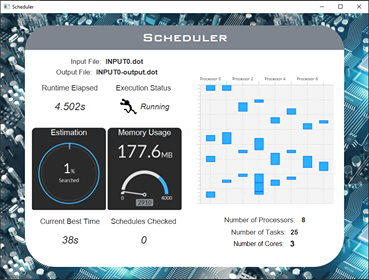 Scheduler
Scheduler
Input File: INPUT0.dot
Output File: INPUT0-output.dot
Runtime Elapsed
Execution Status
4.502s
Running
Estimation
1%
Searched
Memory Usage
177.6MB
0
4000
2910
Current Best Time
Schedules Checked
38s
0
Processor 0
Processor 2
Processor 4
Processor 6
Number of Processors: 8
Number of Tasks: 25
Number of Cores: 3